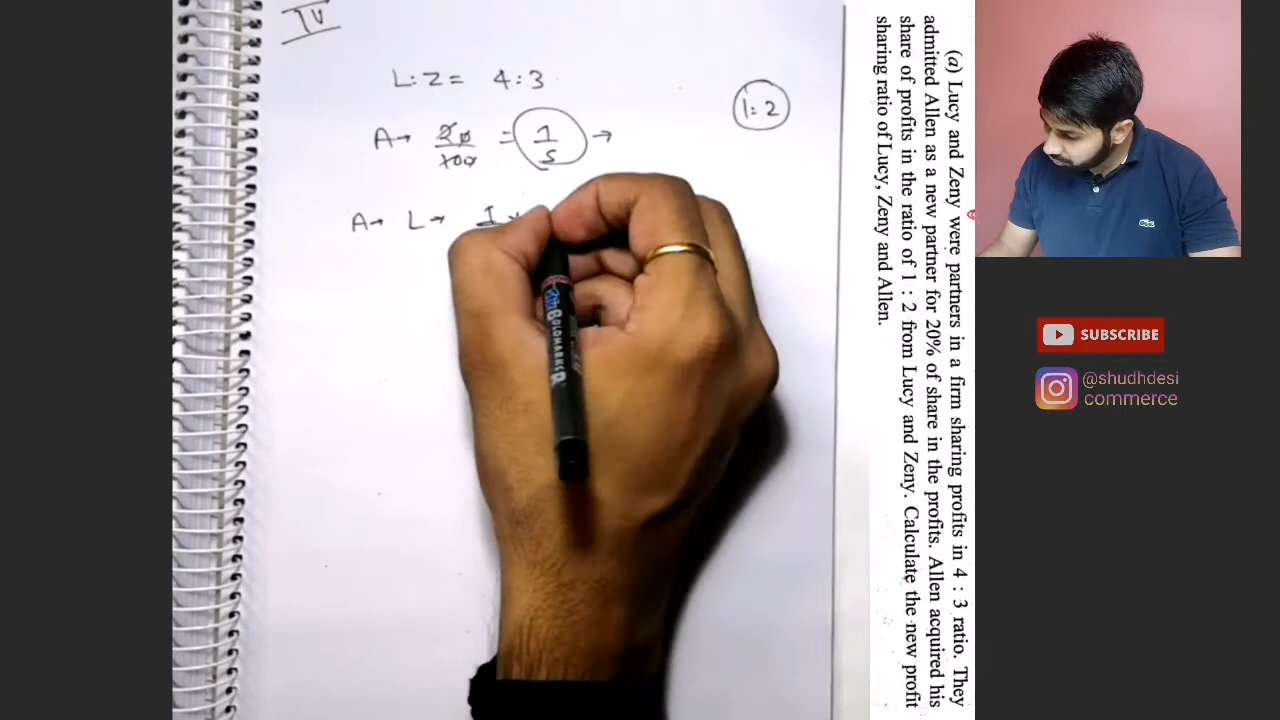 IV
L:Z= 4:3
1:2
A→ 20/100 = 1/5 →
A→ L→ 1 ×
(a) Lucy and Zeny were partners in a firm sharing profits in 4 : 3 ratio. They
admitted Allen as a new partner for 20% of share in the profits. Allen acquired his
share of profits in the ratio of 1 : 2 from Lucy and Zeny. Calculate the new profit
sharing ratio of Lucy, Zeny and Allen.
SUBSCRIBE
@shudhdesi
commerce